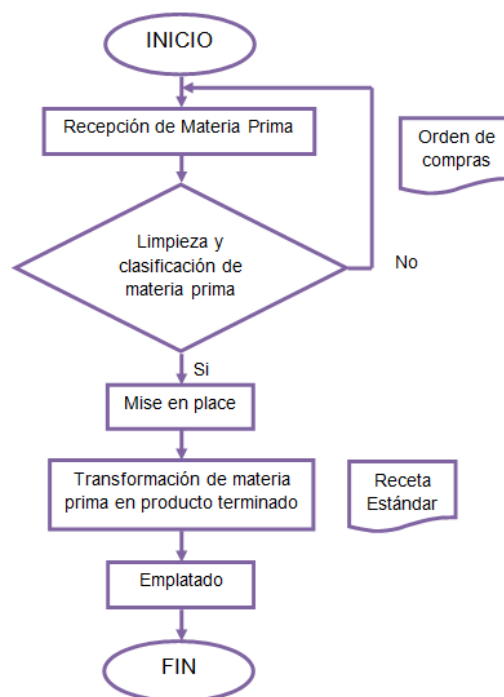 INICIO
Recepción de Materia Prima
Orden de
compras
Limpieza y
clasificación de
materia prima
No
Si
Mise en place
Transformación de materia
prima en producto terminado
Receta
Estándar
Emplatado
FIN